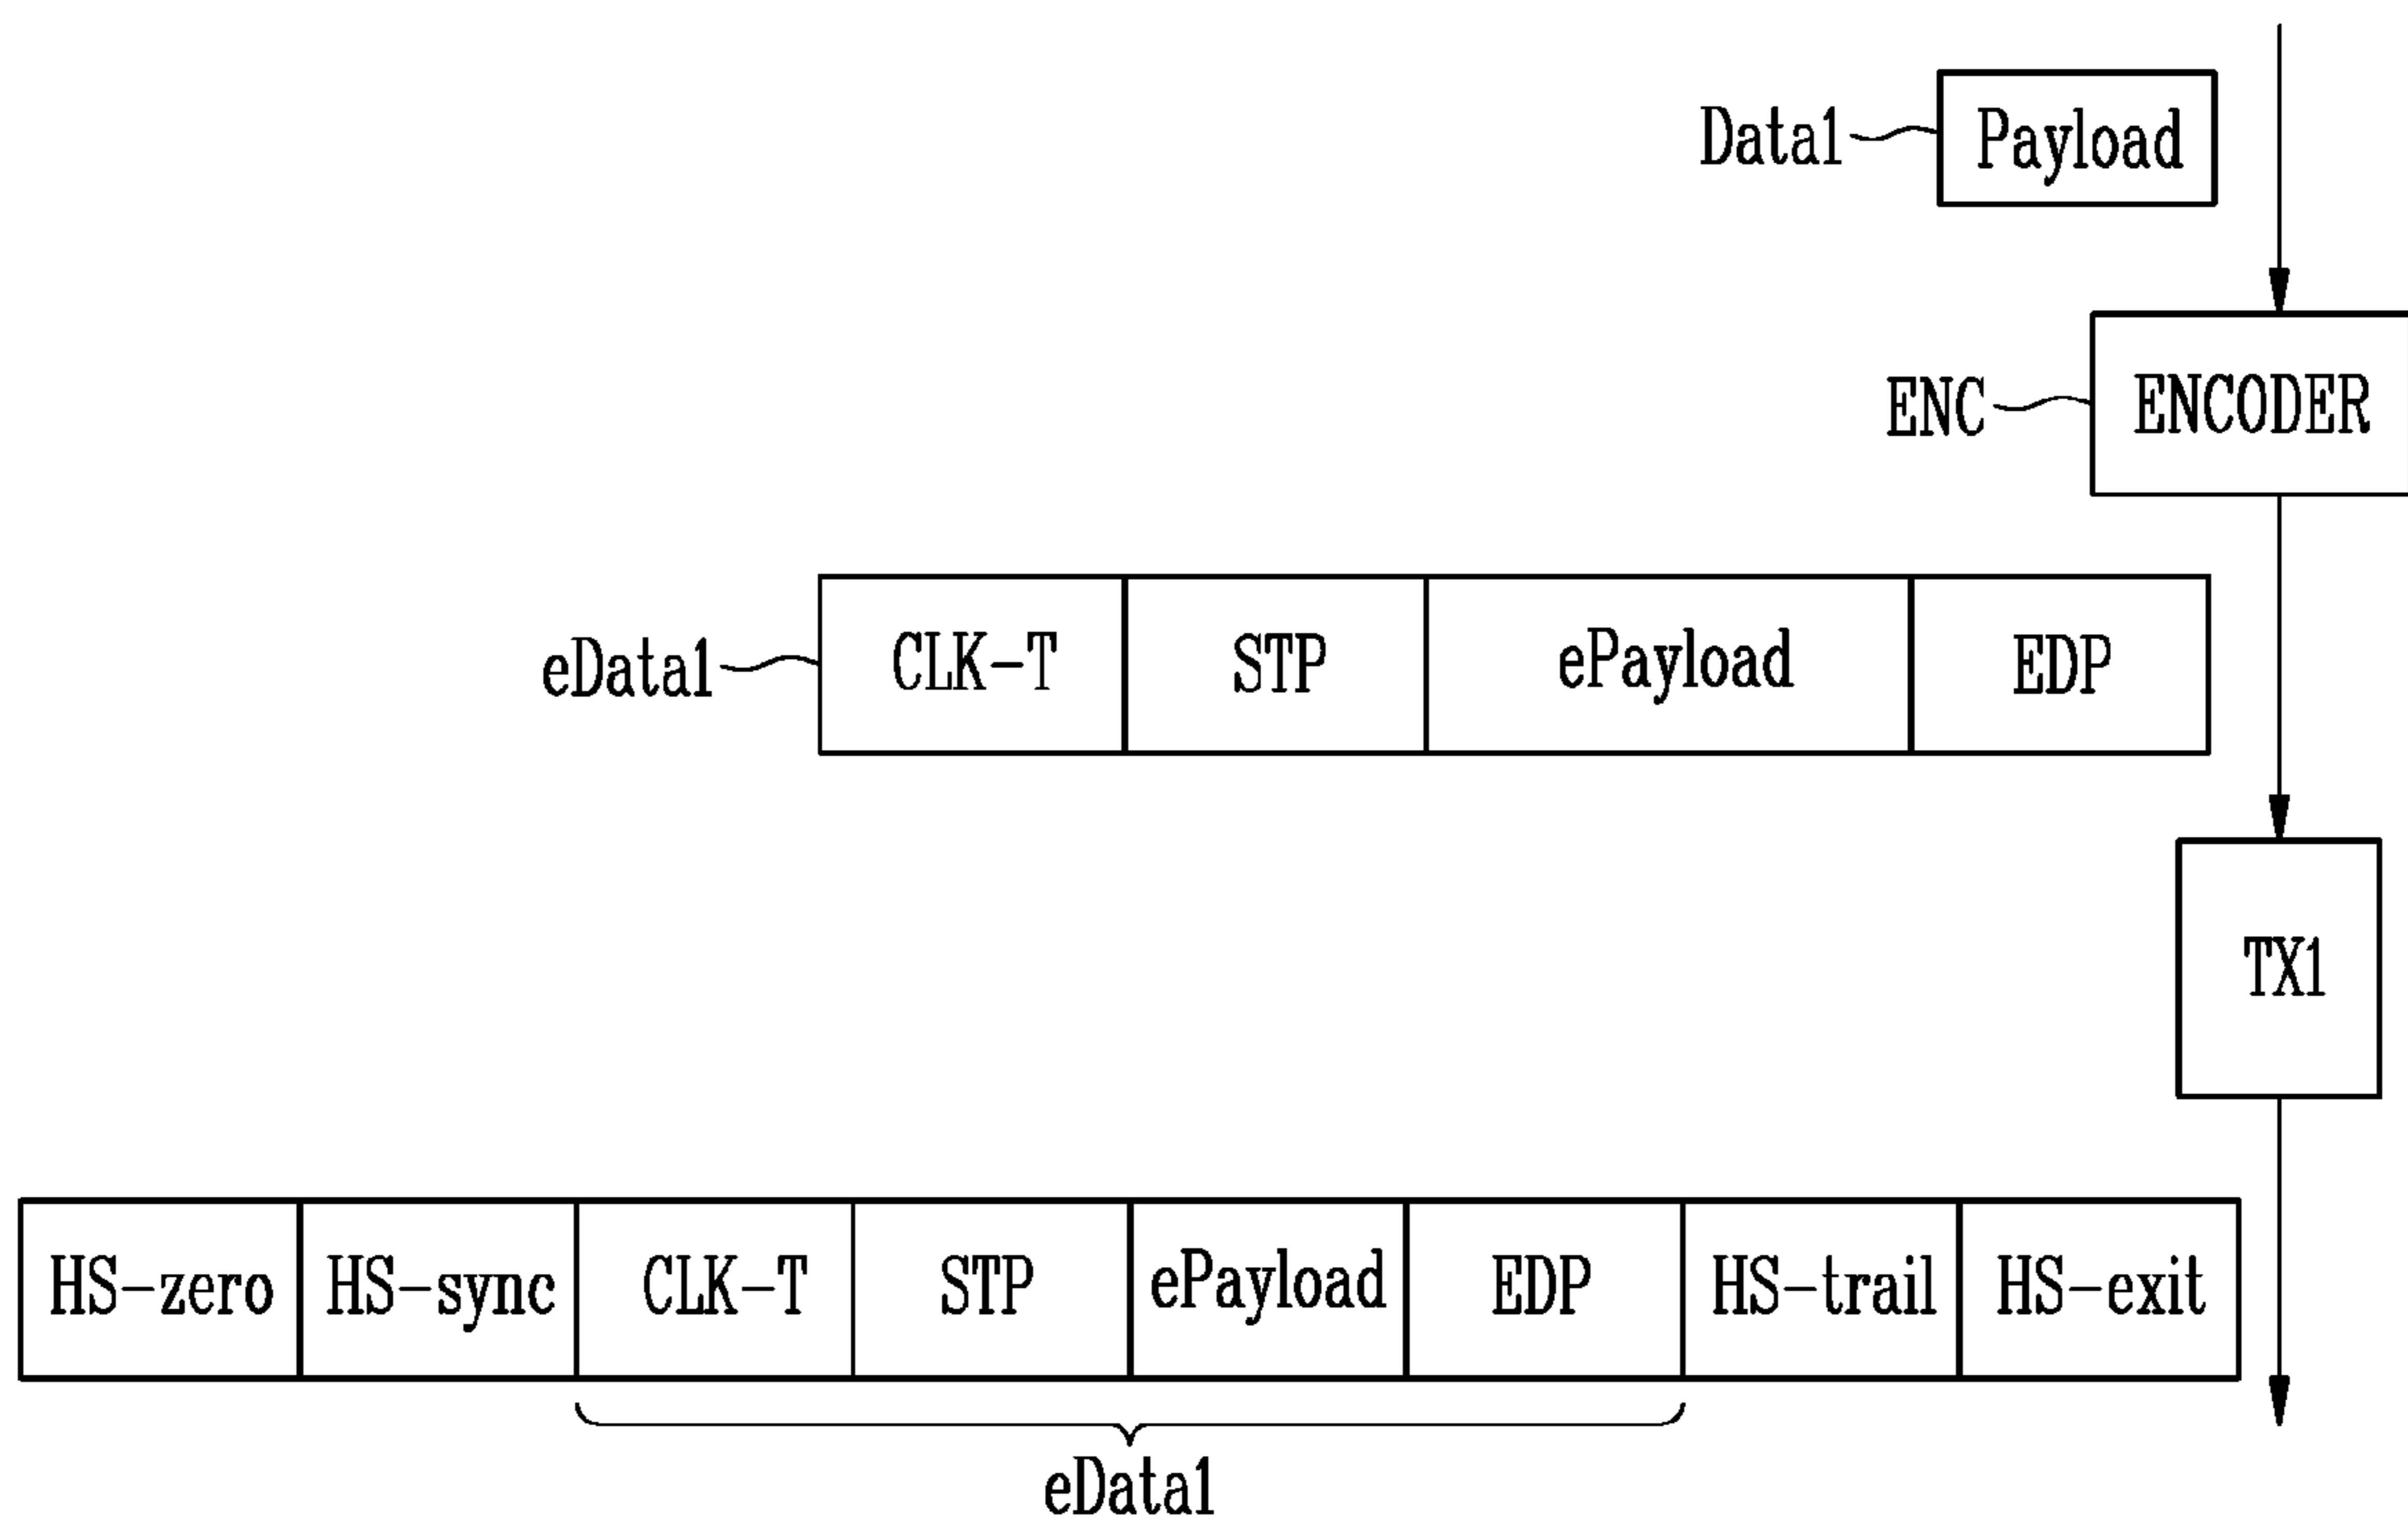 Data1 Payload
ENC ENCODER
eData1 CLK-T STP ePayload EDP
TX1
HS-zero HS-sync CLK-T STP ePayload EDP HS-trail HS-exit
eData1